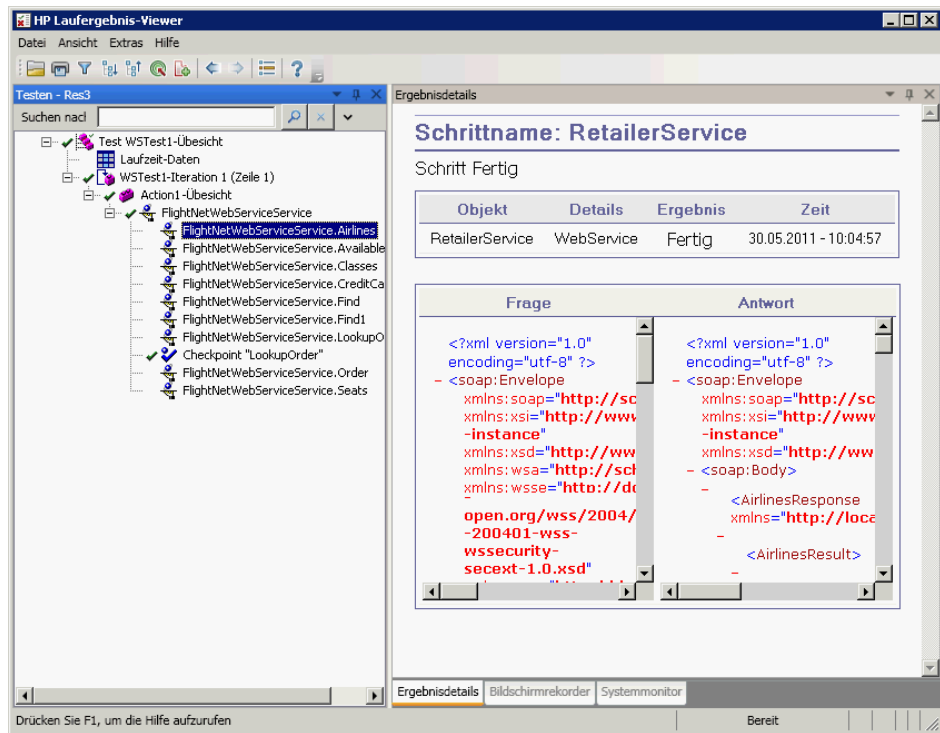 HP Laufergebnis-Viewer
Datei Ansicht Extras Hilfe
Testen - Res3
Suchen nacl
Test WSTest1-Übesicht
Laufzeit-Daten
WSTest1-Iteration 1 (Zeile 1)
Action1-Übesicht
FlightNetWebServiceService
FlightNetWebServiceService.Airlines
FlightNetWebServiceService.Available
FlightNetWebServiceService.Classes
FlightNetWebServiceService.CreditCa
FlightNetWebServiceService.Find
FlightNetWebServiceService.Find1
FlightNetWebServiceService.LookupO
Checkpoint "LookupOrder"
FlightNetWebServiceService.Order
FlightNetWebServiceService.Seats
Ergebnisdetails
Schrittname: RetailerService
Schritt Fertig
Objekt Details Ergebnis Zeit
RetailerService WebService Fertig 30.05.2011 - 10:04:57
Frage
<?xml version="1.0"
encoding="utf-8" ?>
- <soap:Envelope
xmlns:soap="http://sc
xmlns:xsi="http://www
-instance"
xmlns:xsd="http://ww
xmlns:wsa="http://sch
xmlns:wsse="http://do
open.org/wss/2004/
-200401-wss-
wssecurity-
secext-1.0.xsd"
Antwort
<?xml version="1.0"
encoding="utf-8" ?>
- <soap:Envelope
xmlns:soap="http://sc
xmlns:xsi="http://www
-instance"
xmlns:xsd="http://ww
- <soap:Body>
-
<AirlinesResponse
xmlns="http://loca
-
<AirlinesResult>
-
Ergebnisdetails Bildschirmrekorder Systemmonitor
Drücken Sie F1, um die Hilfe aufzurufen
Bereit